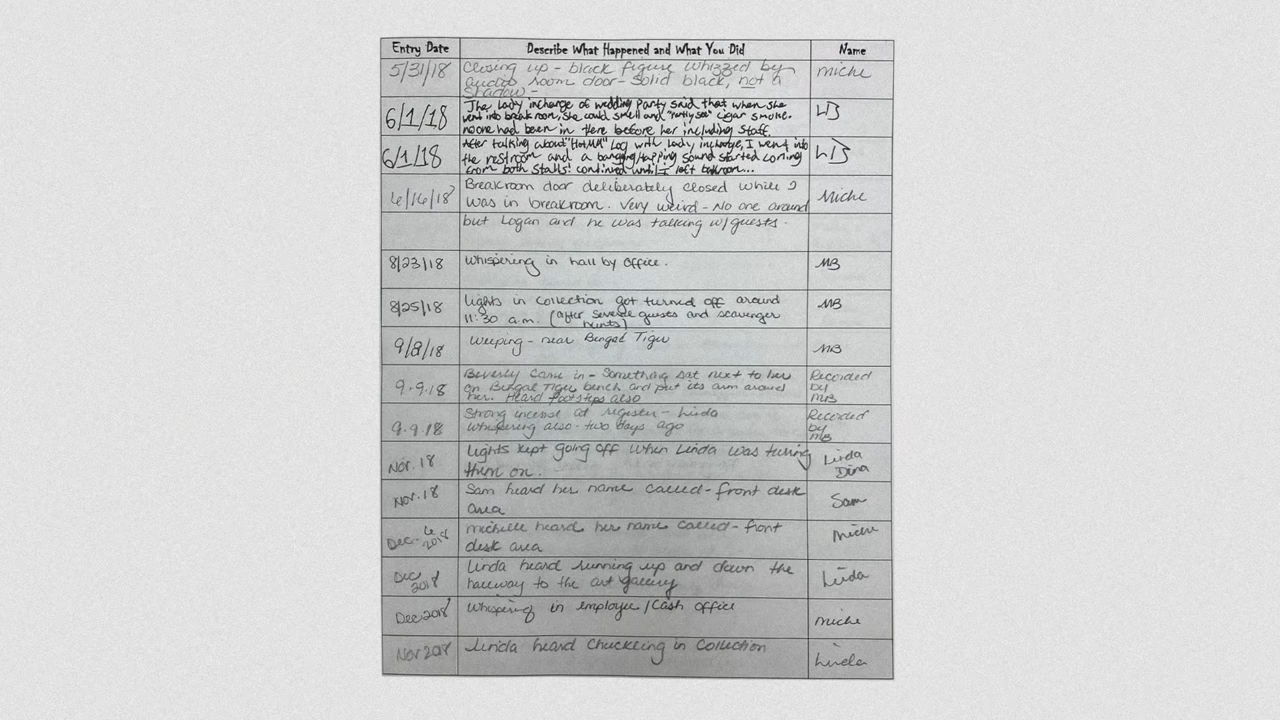 Entry Date Describe What Happened and What You Did Name
5/31/18 Closing up - black figure whizzed by Miche
audio room door - solid black, not a
shadow -
6/1/18 The lady incharge of wedding party said that when she LB
went into break room, she could smell and "partly see" cigar smoke.
no one had been in there before her including staff.
6/1/18 After talking about "Log with lady incharge, I went into LB
the restroom and a banging/tapping sound started coming
from both stalls! continued until I left bathroom...
6/16/18? Breakroom door deliberately closed while I Miche
was in breakroom. Very weird - No one around
but Logan and he was talking w/guests.
8/23/18 Whispering in hall by office. MB
8/25/18 lights in collection got turned off around MB
11:30 a.m. (after several guests and scavenger
hunts)
9/8/18 Weeping - near Bengal Tiger MB
9.9.18 Beverly came in - Something sat next to her Recorded
on Bengal Tiger bench and put its arm around by
her. Heard footsteps also MB
9.9.18 Strong incense at register - Linda Recorded
Whispering also - two days ago by
MB
Nov. 18 Lights kept going off when Linda was turing Linda
them on. Dina
Nov. 18 Sam heard her name called - front desk Sam
area
Dec. 6 2018 Michelle heard her name called - front Miche
desk area
Dec 2018 Linda heard running up and down the Linda
hallway to the art gallery
Dec 2018 Whispering in employee/Cash office Miche
Nov 2018 Linda heard Chuckling in Collection Linda